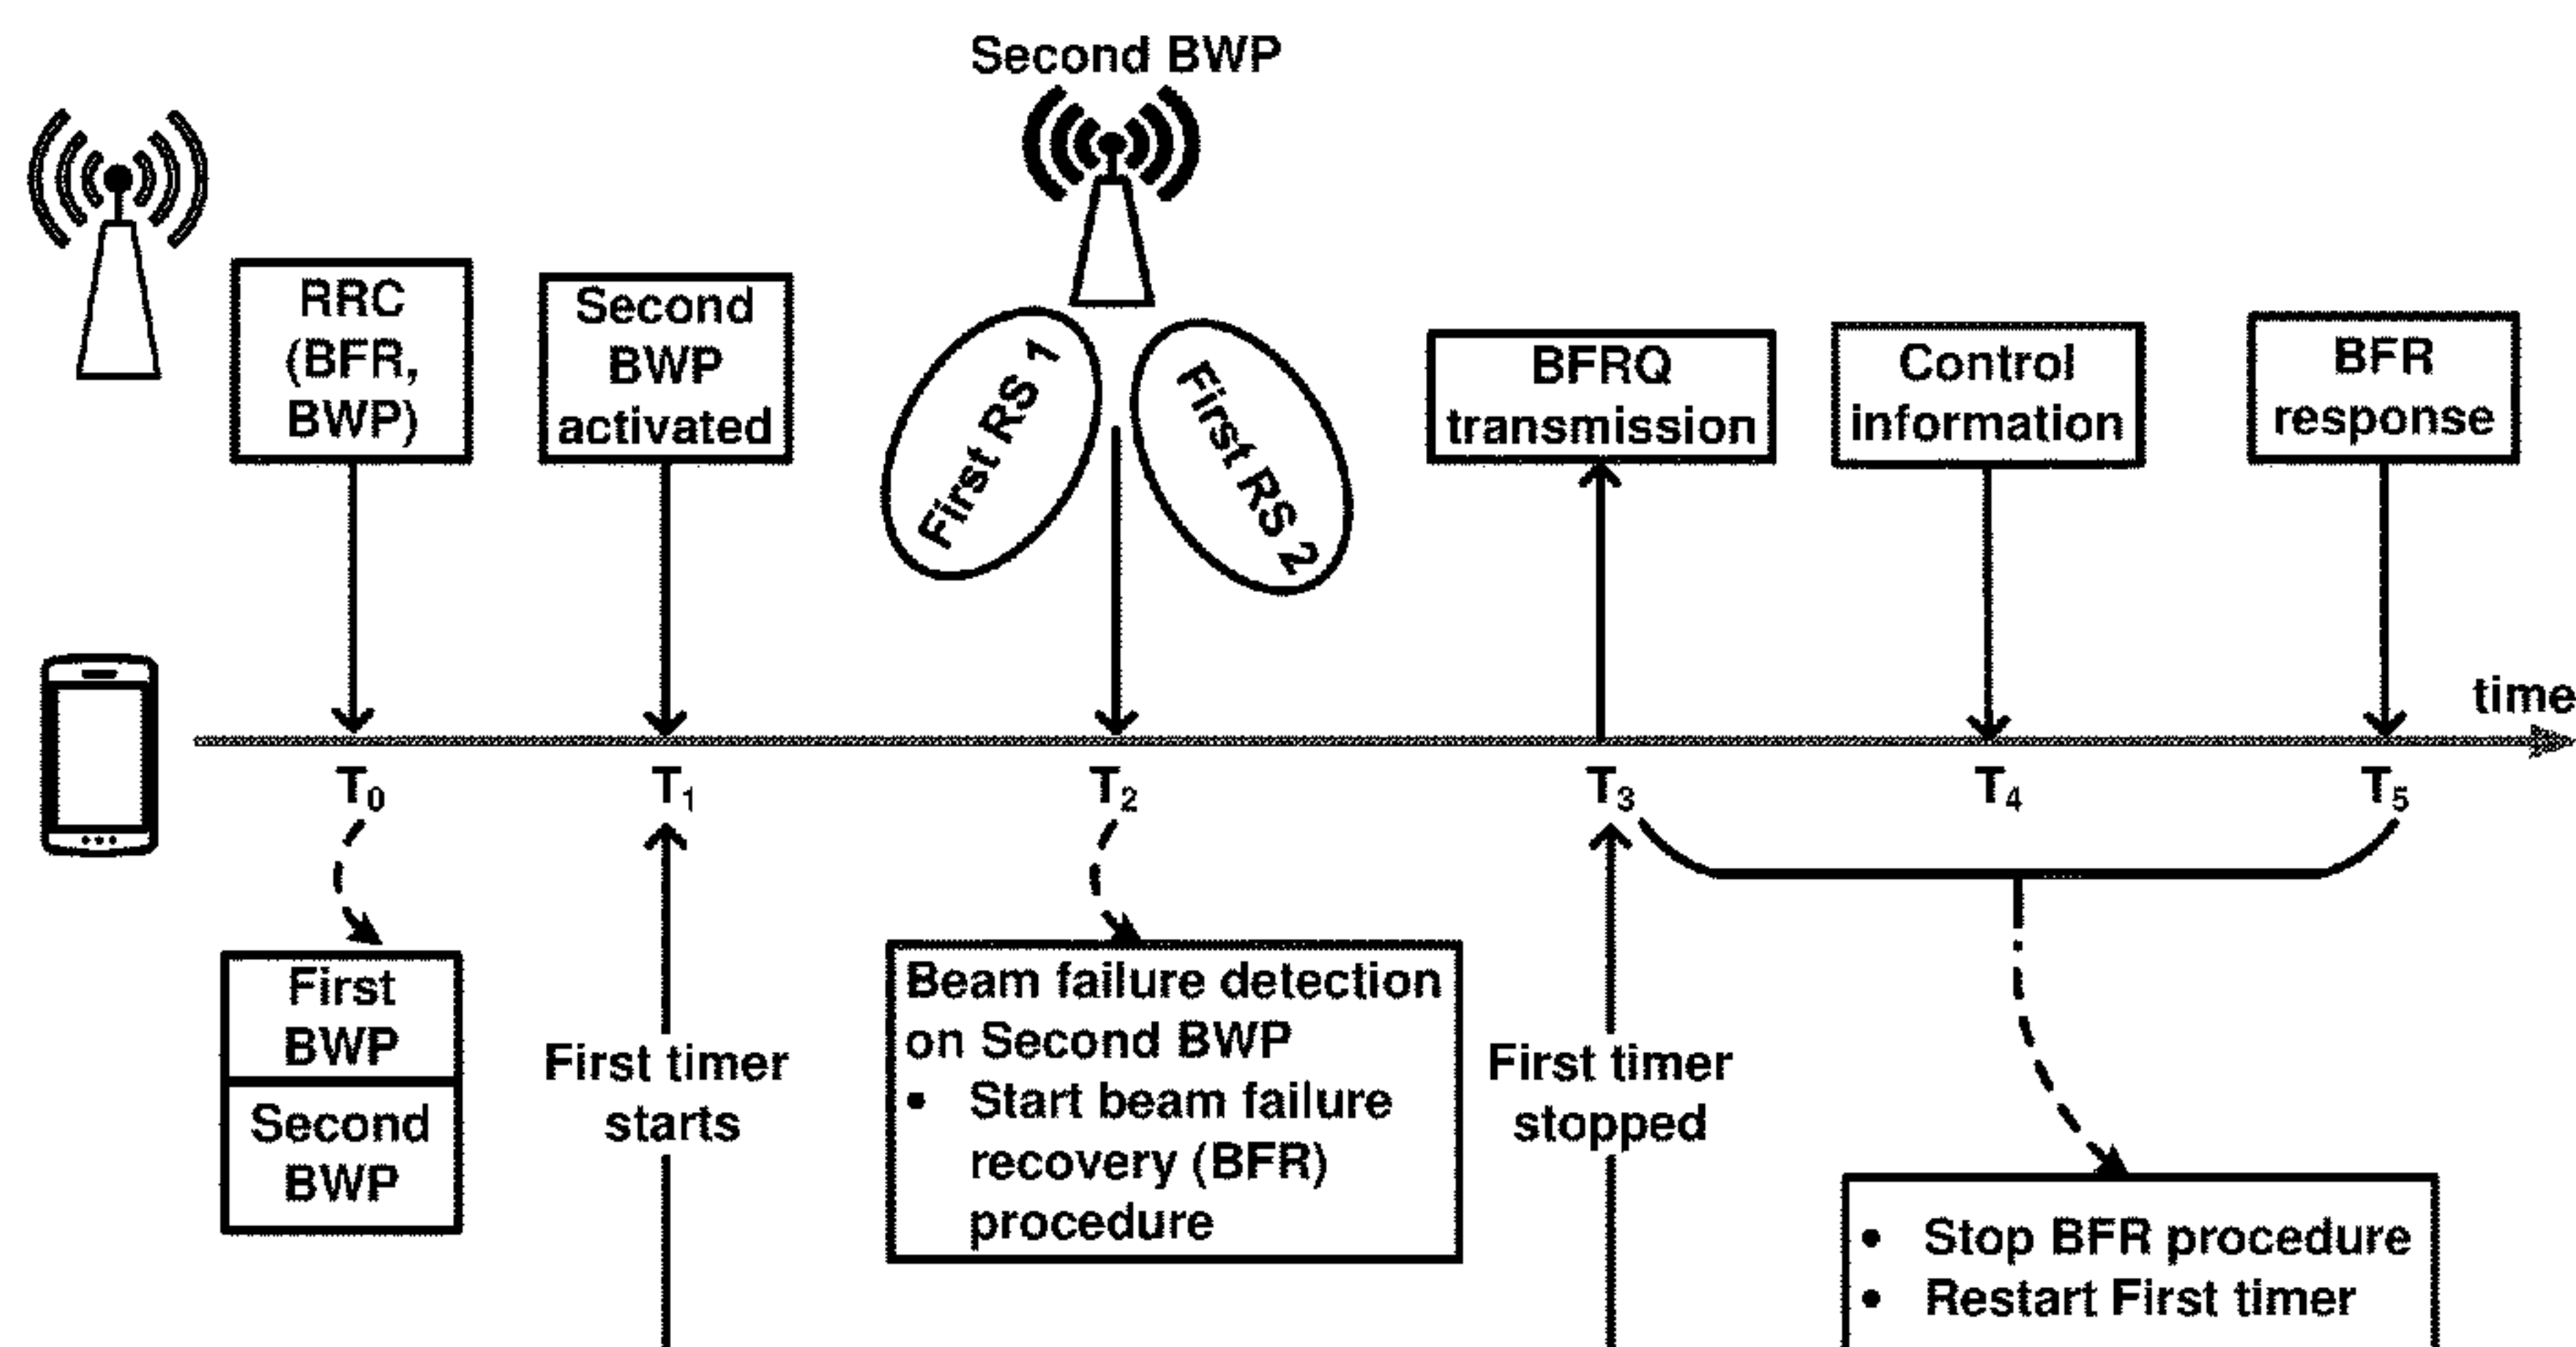 Second BWP
RRC
(BFR,
BWP)
Second
BWP
activated
First RS 1
First RS 2
BFRQ
transmission
Control
information
BFR
response
time
T₀
T₁
T₂
T₃
T₄
T₅
First
BWP
Second
BWP
First timer
starts
Beam failure detection
on Second BWP
• Start beam failure
recovery (BFR)
procedure
First timer
stopped
• Stop BFR procedure
• Restart First timer